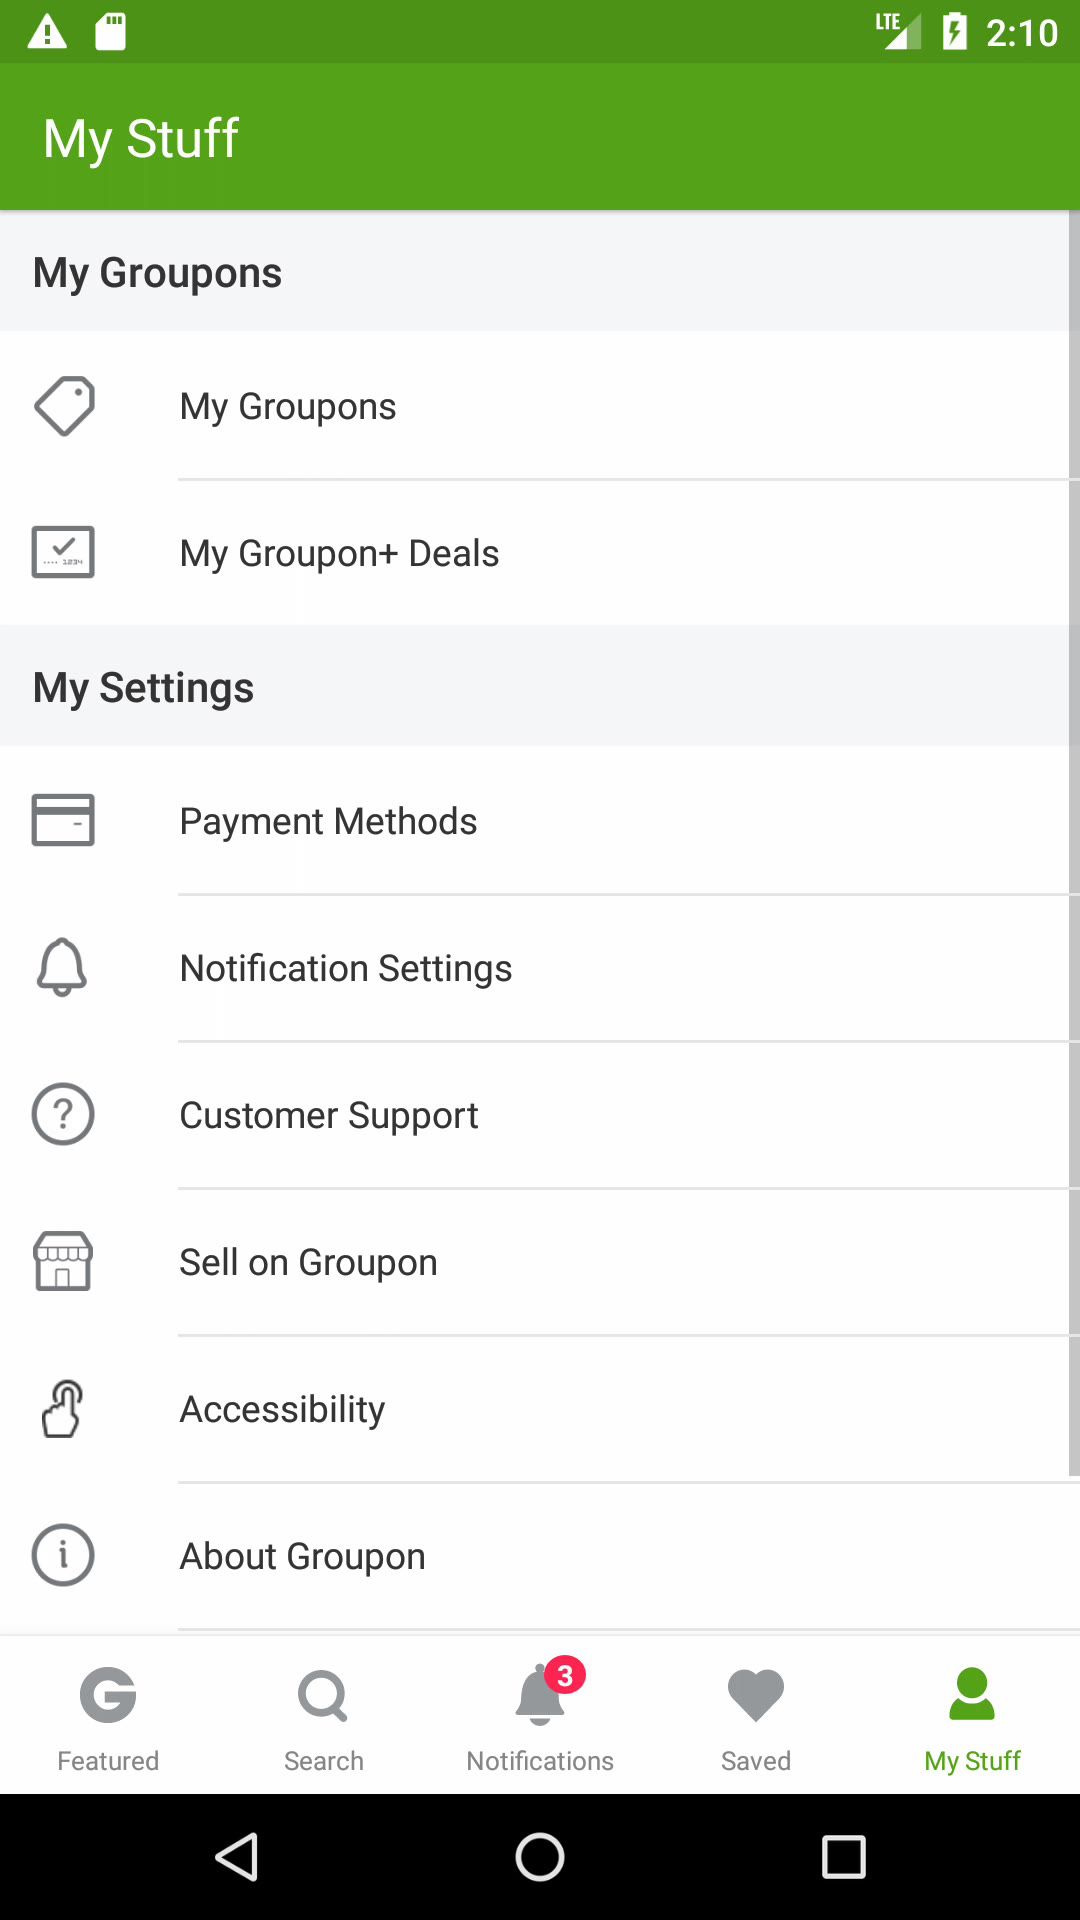 LTE 2:10
My Stuff
My Groupons
My Groupons
1234
My Groupon+ Deals
My Settings
Payment Methods
Notification Settings
?
Customer Support
Sell on Groupon
Accessibility
i
About Groupon
G
3
Featured Search Notifications Saved My Stuff